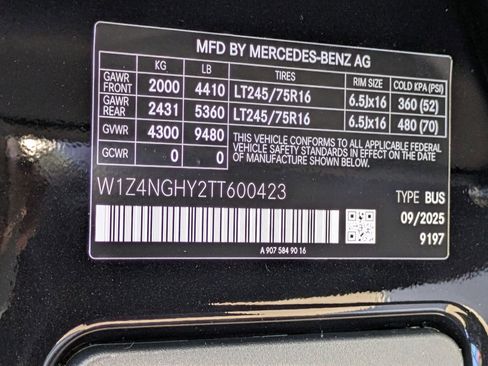 MFD BY MERCEDES-BENZ AG
KG LB TIRES RIM SIZE COLD KPA (PSI)
GAWR FRONT 2000 4410 LT245/75R16 6.5Jx16 360 (52)
GAWR REAR 2431 5360 LT245/75R16 6.5Jx16 480 (70)
GVWR 4300 9480 THIS VEHICLE CONFORMS TO ALL APPLICABLE
GCWR 0 0 FEDERAL MOTOR VEHICLE SAFETY STANDARDS IN EFFECT
ON THE DATE OF MANUFACTURE SHOWN BELOW.
W1Z4NGHY2TT600423
TYPE BUS
09/2025
9197
A 907 584 90 16